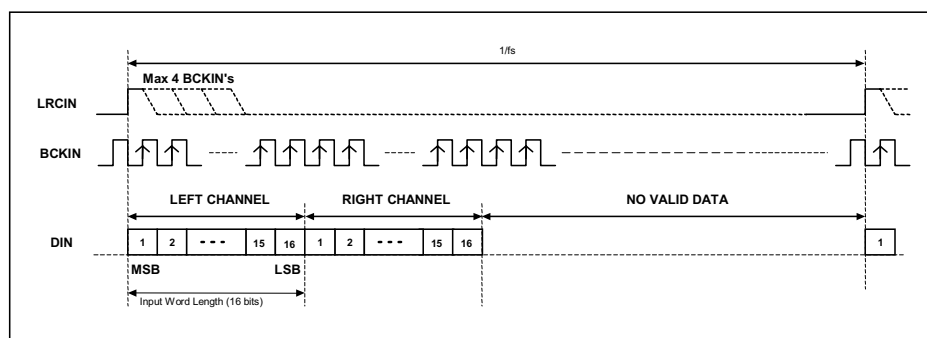 1/fs
Max 4 BCKIN's
LRCIN
BCKIN
LEFT CHANNEL RIGHT CHANNEL NO VALID DATA
DIN 1 2 15 16 1 2 15 16 1
MSB LSB
Input Word Length (16 bits)